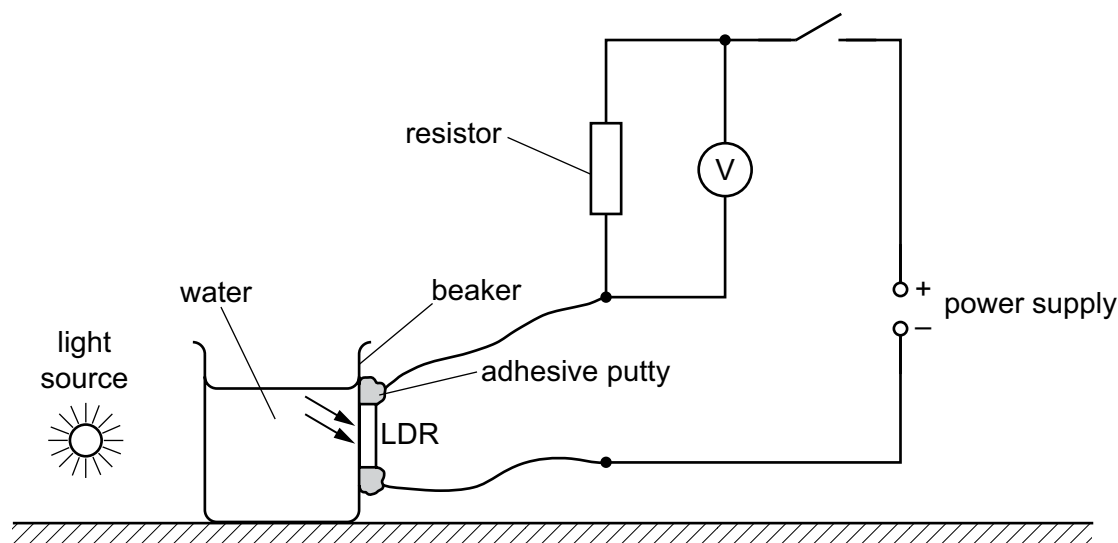 resistor
V
+
power supply
–
water
beaker
light
source
adhesive putty
LDR